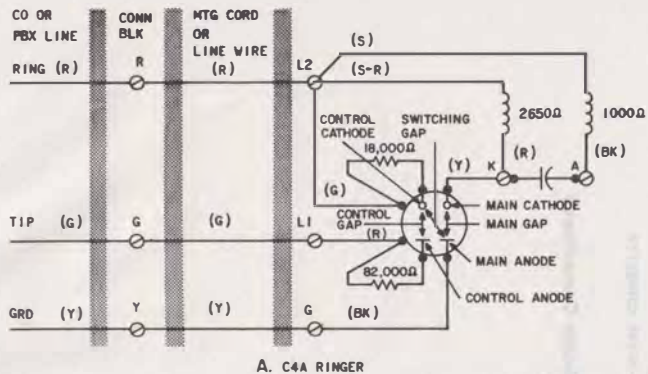 CO OR
PBX LINE
CONN
BLK
MTG CORD
OR
LINE WIRE
RING (R)
R
(R)
L2
(S)
(S-R)
CONTROL
CATHODE
SWITCHING
GAP
2650Ω
1000Ω
18,000Ω
(Y)
K
(R)
A
(BK)
(G)
MAIN CATHODE
CONTROL
GAP
MAIN GAP
TIP (G)
G
(G)
L1
(R)
MAIN ANODE
82,000Ω
CONTROL ANODE
GRD (Y)
Y
(Y)
G
(BK)
A. C4A RINGER